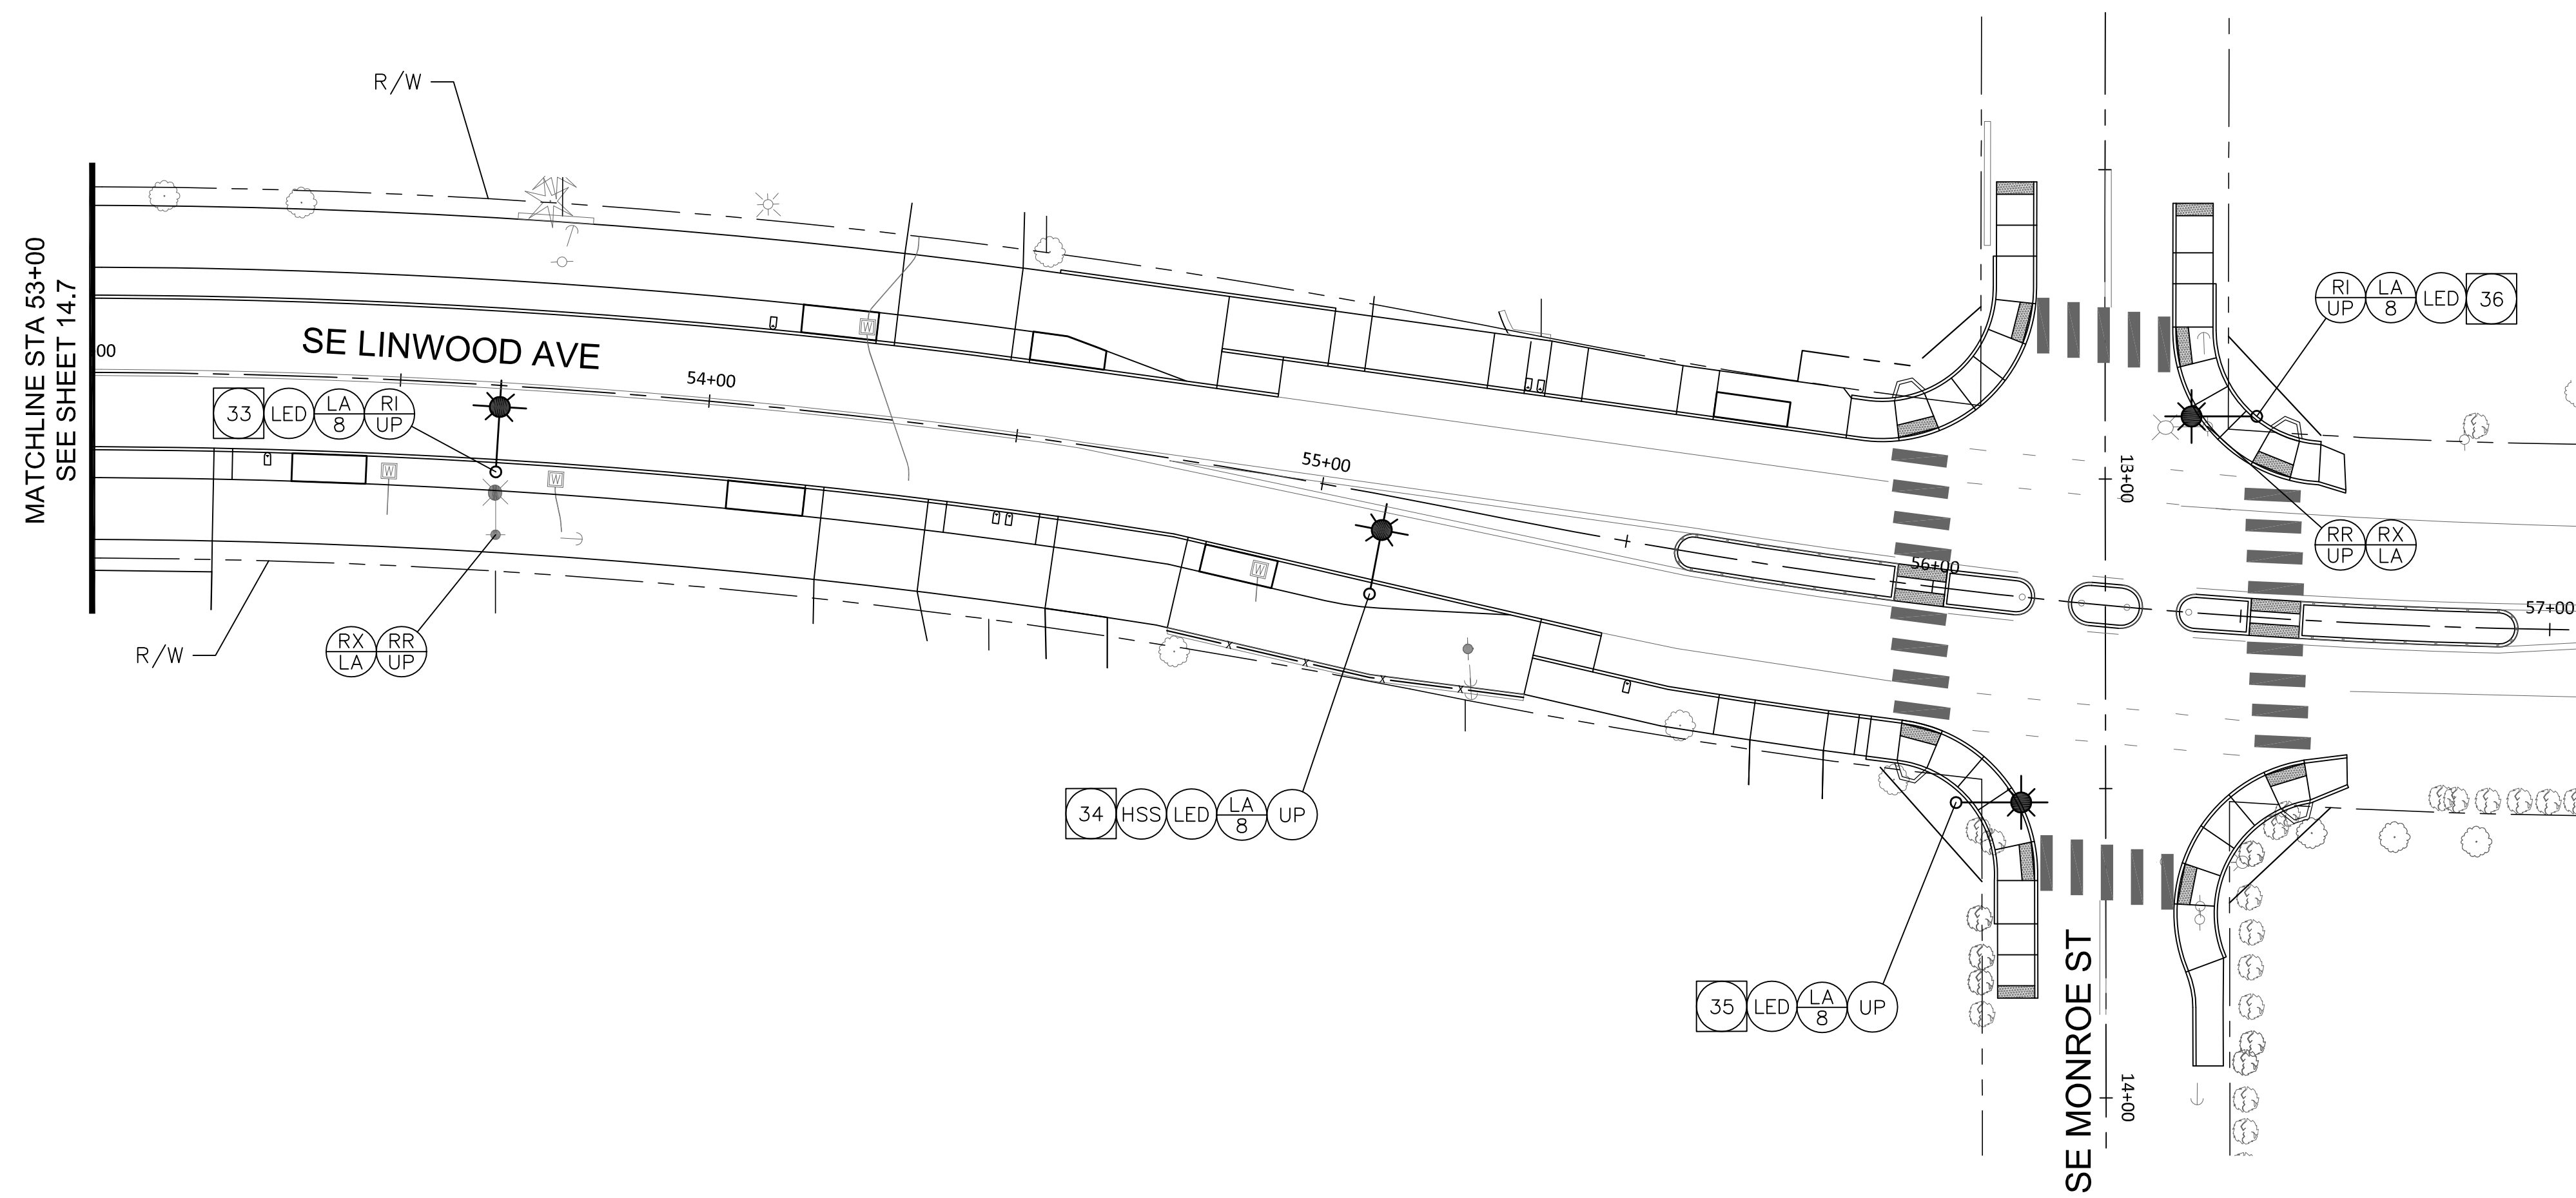 R/W
MATCHLINE STA 53+00
SEE SHEET 14.7
00
SE LINWOOD AVE
54+00
33 LED LA 8 RI UP
RI UP LA 8 LED 36
55+00
13+00
RR UP RX LA
56+00
57+00
R/W
RX LA RR UP
34 HSS LED LA 8 UP
35 LED LA 8 UP
SE MONROE ST
14+00
W
W
W
W
X
X
X
X